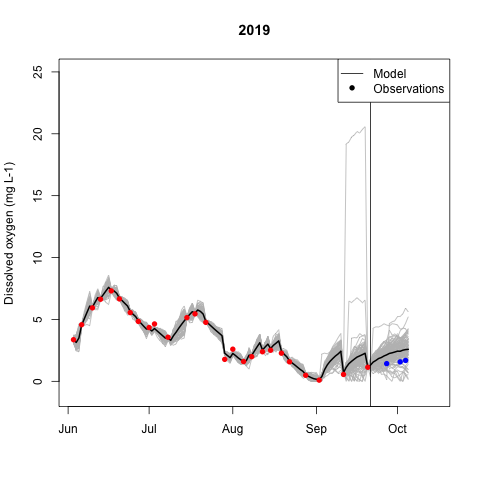 2019
Model
Observations
Dissolved oxygen (mg L-1)
25
20
15
10
5
0
Jun
Jul
Aug
Sep
Oct